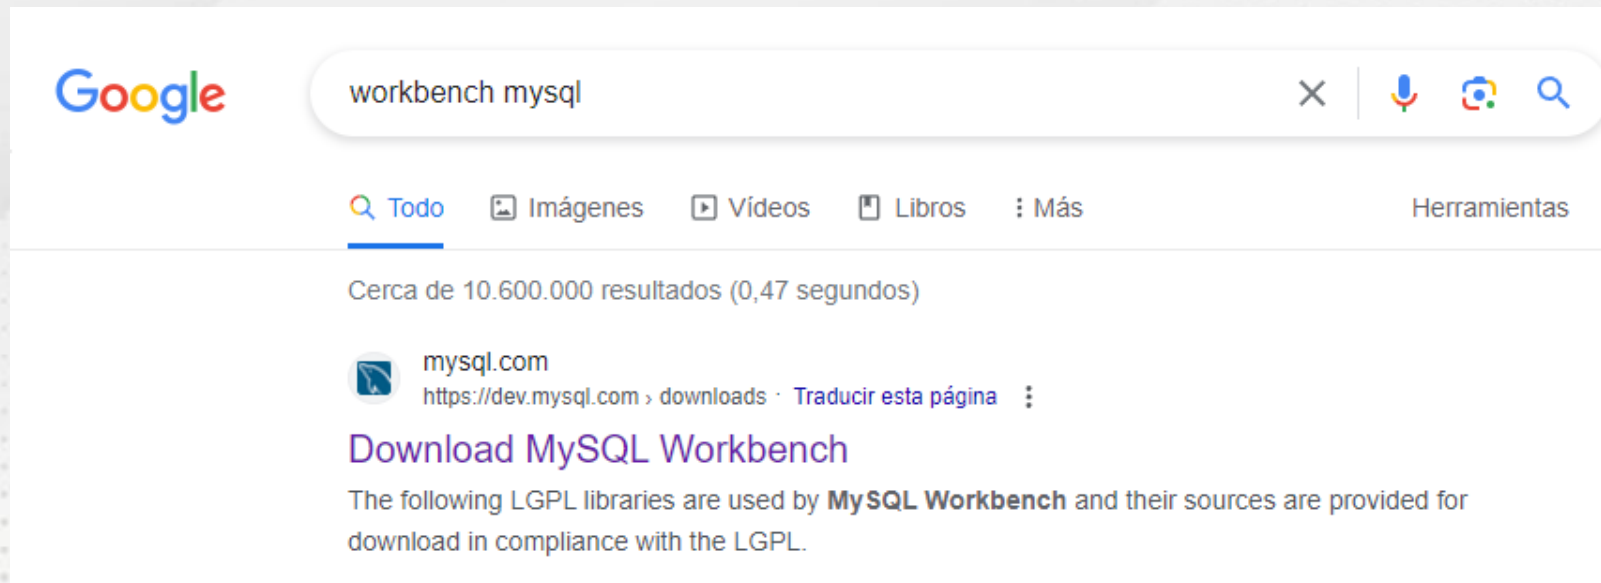 Google
workbench mysql
Todo Imágenes Vídeos Libros Más Herramientas
Cerca de 10.600.000 resultados (0,47 segundos)
mysql.com
https://dev.mysql.com › downloads · Traducir esta página
Download MySQL Workbench
The following LGPL libraries are used by MySQL Workbench and their sources are provided for
download in compliance with the LGPL.